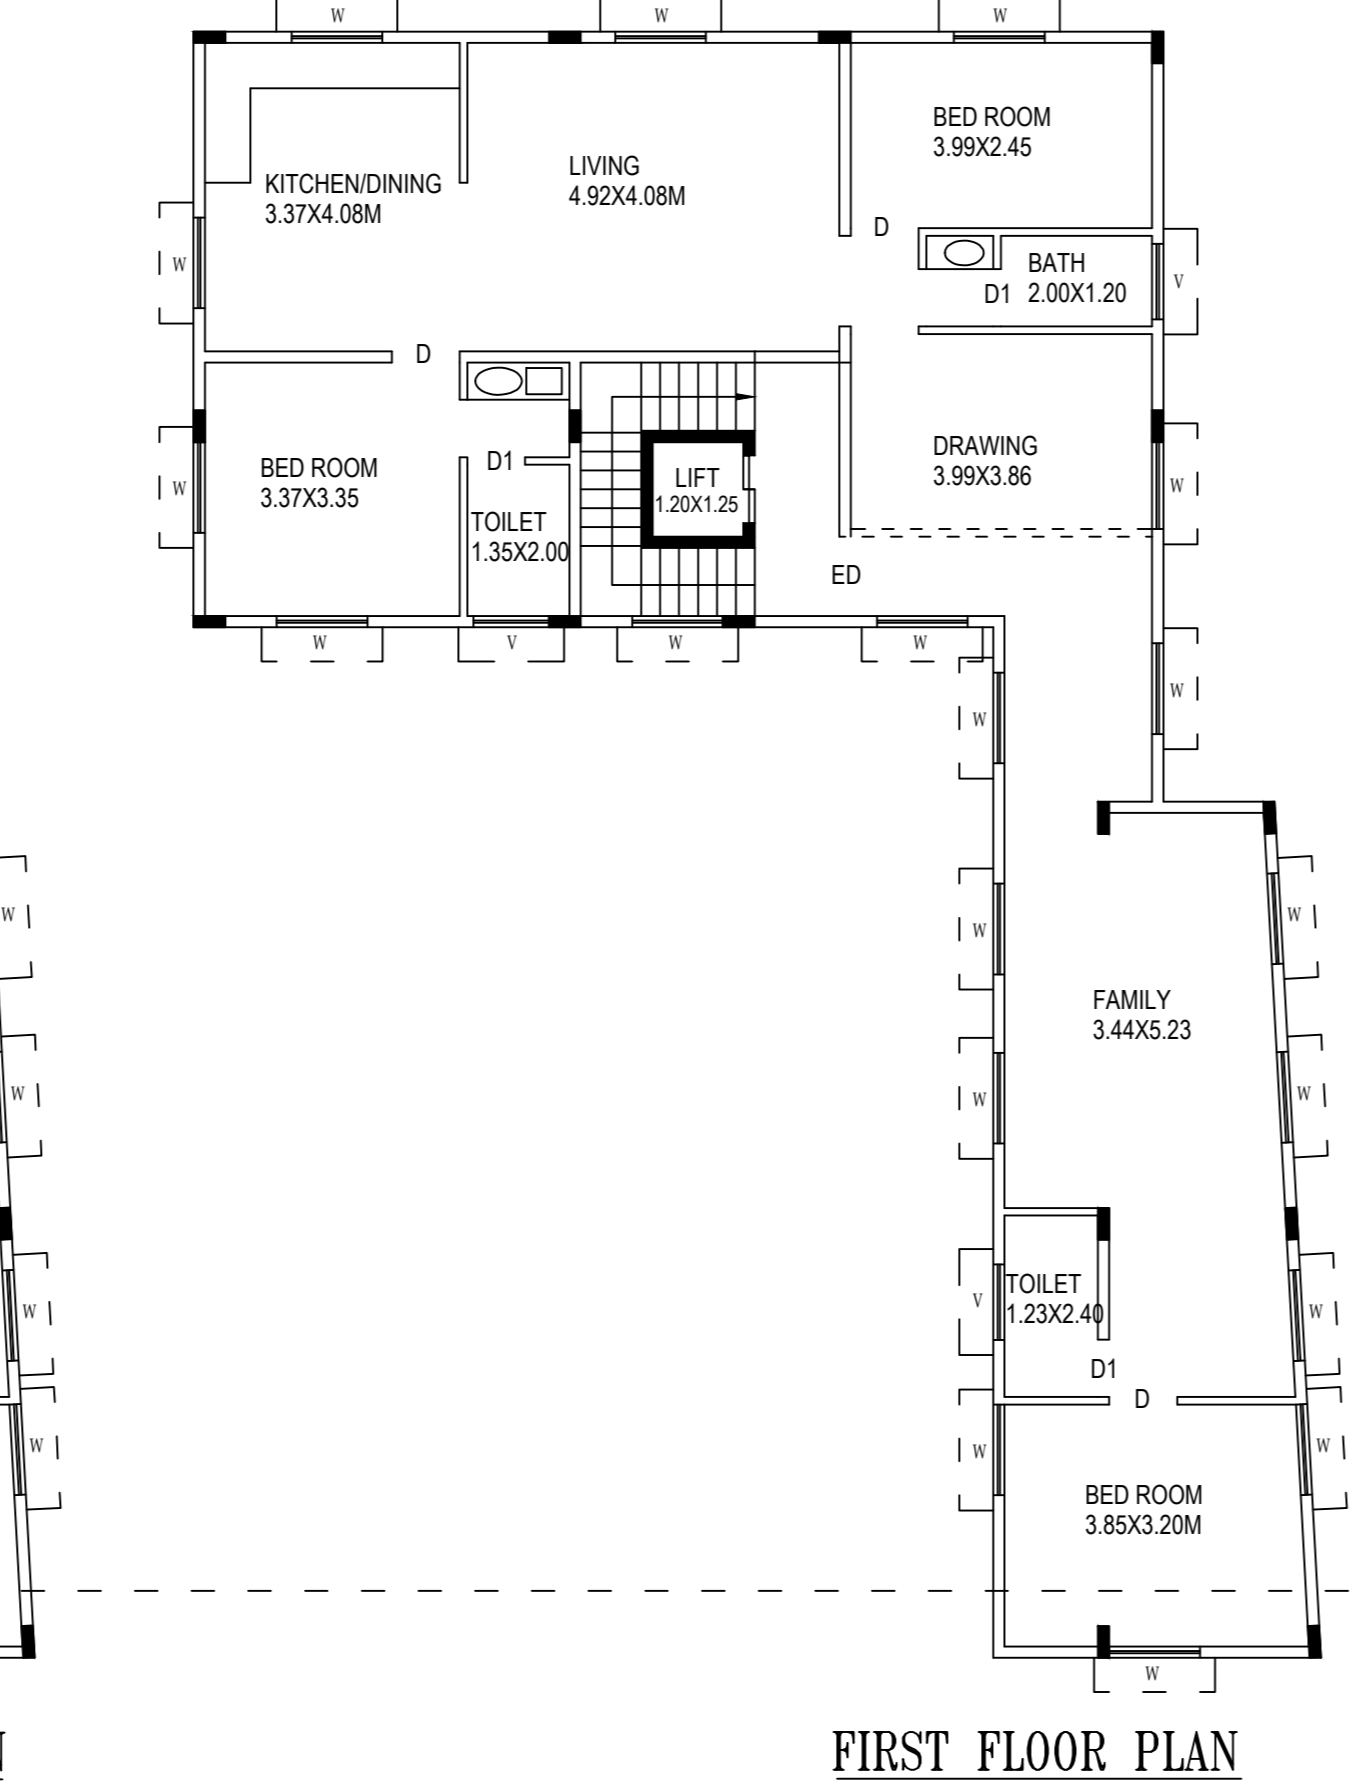 W
W
W
BED ROOM
3.99X2.45
LIVING
4.92X4.08M
KITCHEN/DINING
3.37X4.08M
D
W
BATH
2.00X1.20
D1
V
D
DRAWING
3.99X3.86
BED ROOM
3.37X3.35
D1
LIFT
1.20X1.25
W
W
TOILET
1.35X2.00
ED
W
V
W
W
W
W
W
W
W
FAMILY
3.44X5.23
W
W
W
W
TOILET
1.23X2.40
V
W
W
D1
D
W
W
W
BED ROOM
3.85X3.20M
W
N
FIRST FLOOR PLAN